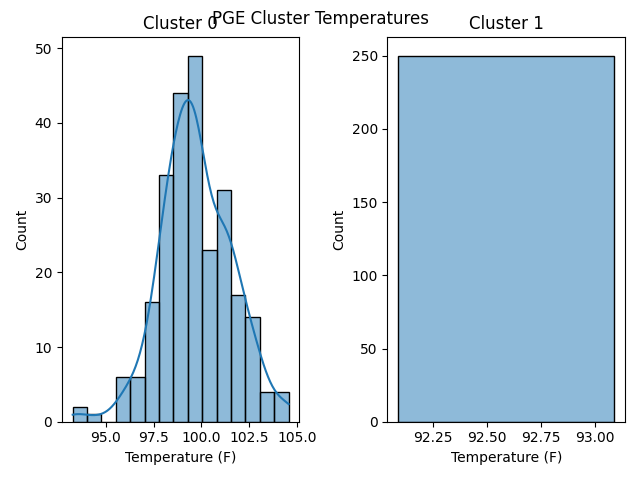 PGE Cluster Temperatures
Cluster 0
Cluster 1
50
40
30
20
10
0
Count
95.0 97.5 100.0 102.5 105.0
Temperature (F)
250
200
150
100
50
0
Count
92.25 92.50 92.75 93.00
Temperature (F)